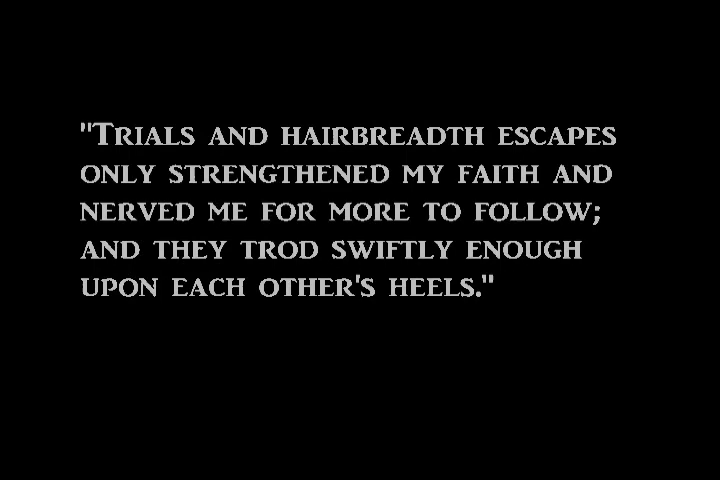 "Trials and hairbreadth escapes
only strengthened my faith and
nerved me for more to follow;
and they trod swiftly enough
upon each other's heels."